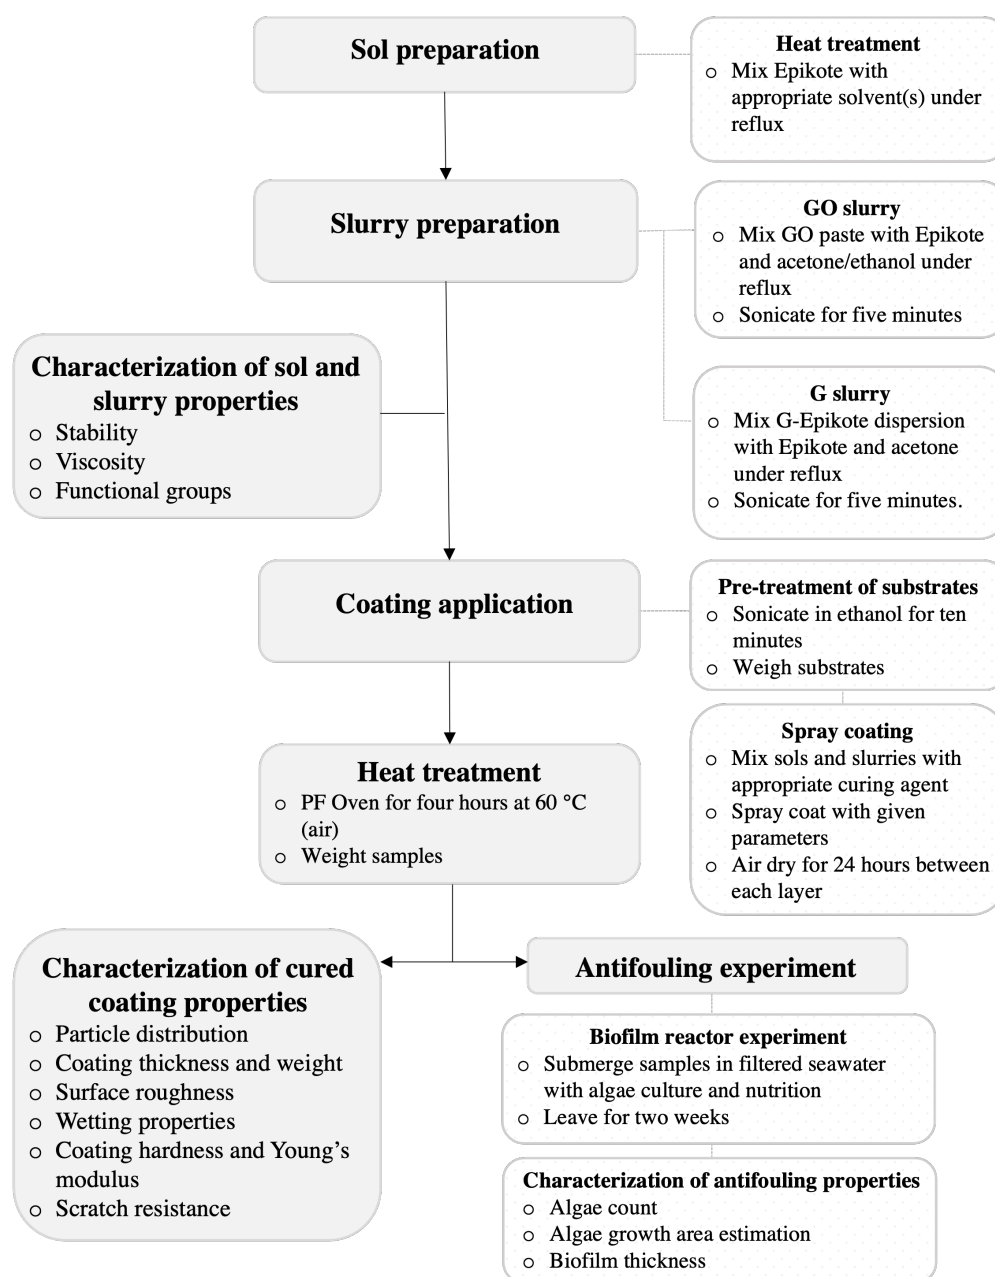 Sol preparation
Heat treatment
○ Mix Epikote with
appropriate solvent(s) under
reflux
Slurry preparation
GO slurry
○ Mix GO paste with Epikote
and acetone/ethanol under
reflux
○ Sonicate for five minutes
Characterization of sol and
slurry properties
○ Stability
○ Viscosity
○ Functional groups
G slurry
○ Mix G-Epikote dispersion
with Epikote and acetone
under reflux
○ Sonicate for five minutes.
Coating application
Pre-treatment of substrates
○ Sonicate in ethanol for ten
minutes
○ Weigh substrates
Spray coating
○ Mix sols and slurries with
appropriate curing agent
○ Spray coat with given
parameters
○ Air dry for 24 hours between
each layer
Heat treatment
○ PF Oven for four hours at 60 °C
(air)
○ Weight samples
Characterization of cured
coating properties
○ Particle distribution
○ Coating thickness and weight
○ Surface roughness
○ Wetting properties
○ Coating hardness and Young’s
modulus
○ Scratch resistance
Antifouling experiment
Biofilm reactor experiment
○ Submerge samples in filtered seawater
with algae culture and nutrition
○ Leave for two weeks
Characterization of antifouling properties
○ Algae count
○ Algae growth area estimation
○ Biofilm thickness